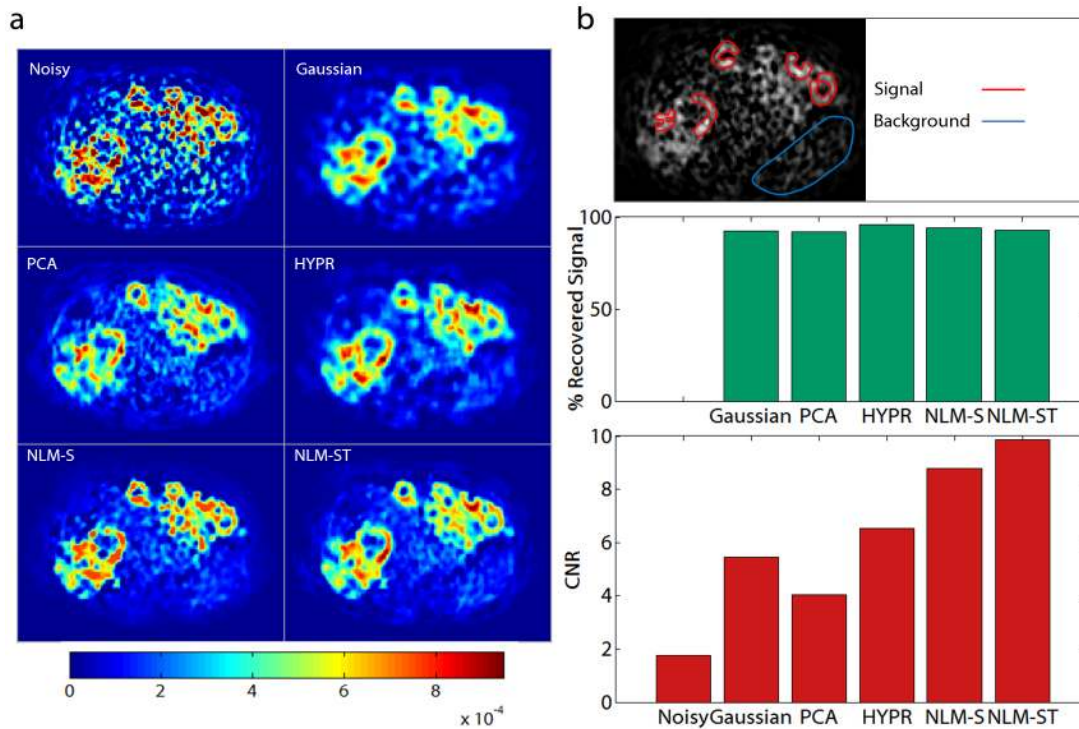 a
Noisy
Gaussian
PCA
HYPR
NLM-S
NLM-ST
0 2 4 6 8
x 10⁻⁴
b
Signal
Background
% Recovered Signal
100
50
0
Gaussian PCA HYPR NLM-S NLM-ST
CNR
10
8
6
4
2
0
Noisy Gaussian PCA HYPR NLM-S NLM-ST